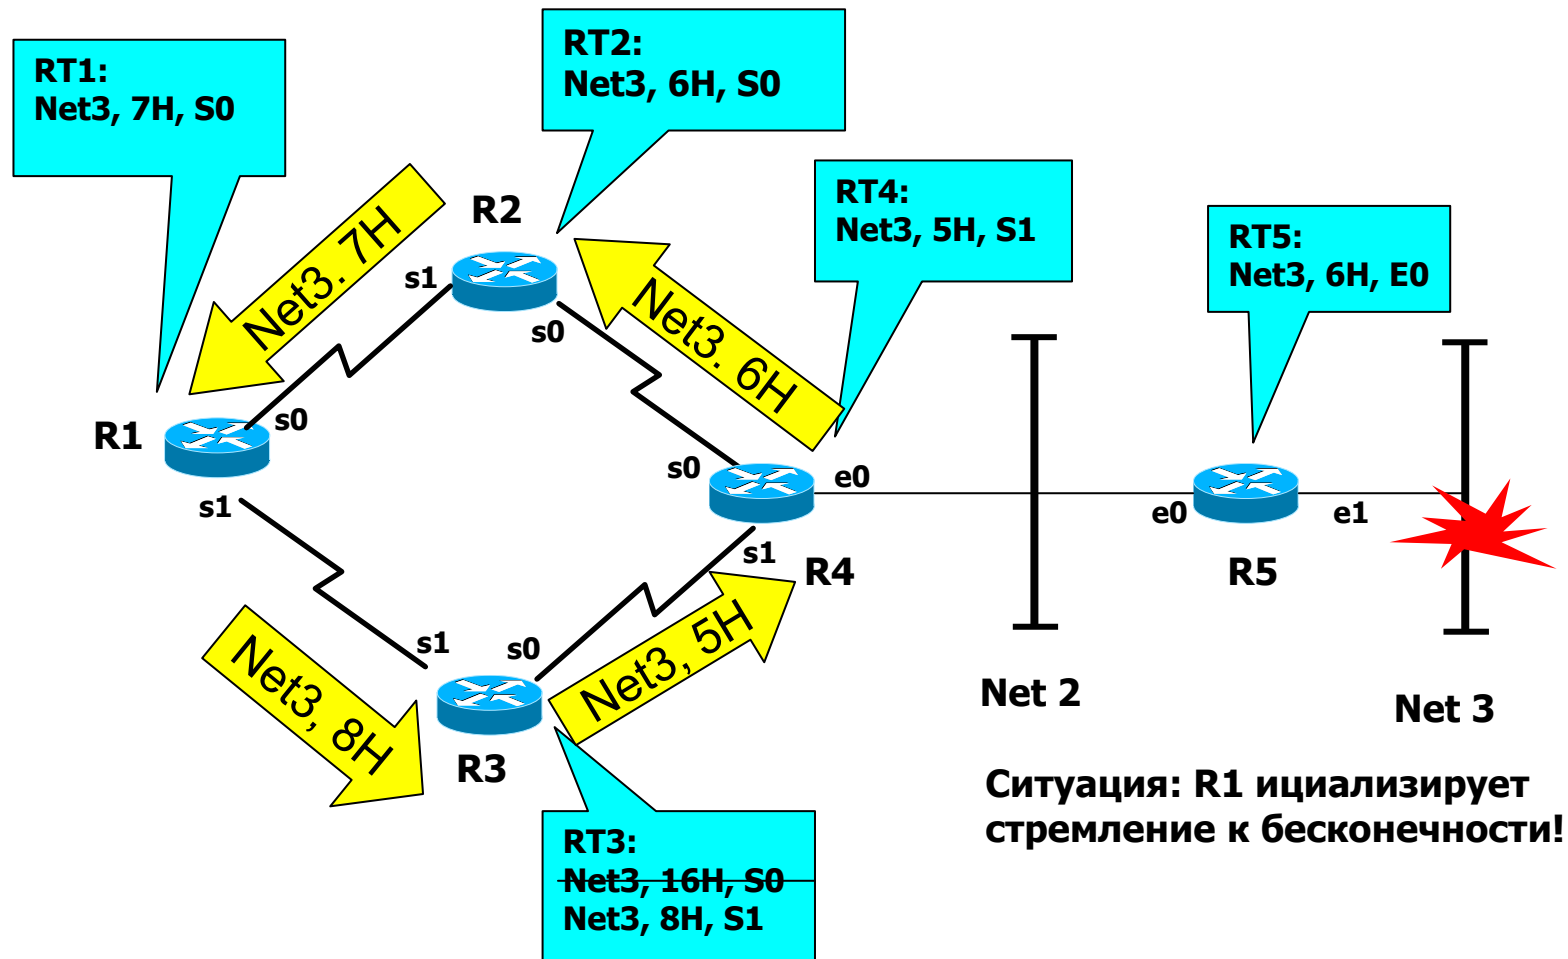 RT1:
Net3, 7H, S0
RT2:
Net3, 6H, S0
RT4:
Net3, 5H, S1
RT5:
Net3, 6H, E0
Net3. 7H
R2
s1
s0
Net3. 6H
R1
s0
s1
s0
e0
s1
R4
e0
e1
R5
Net3, 8H
s1
s0
Net3, 5H
R3
Net 2
Net 3
RT3:
Net3, 16H, S0
Net3, 8H, S1
Ситуация: R1 ициализирует
стремление к бесконечности!